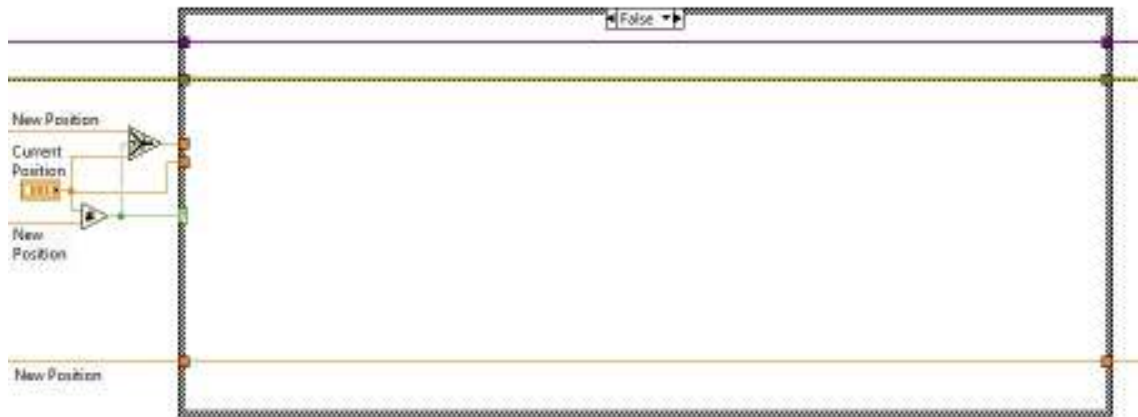 False
New Position
Current
Position
New
Position
New Position